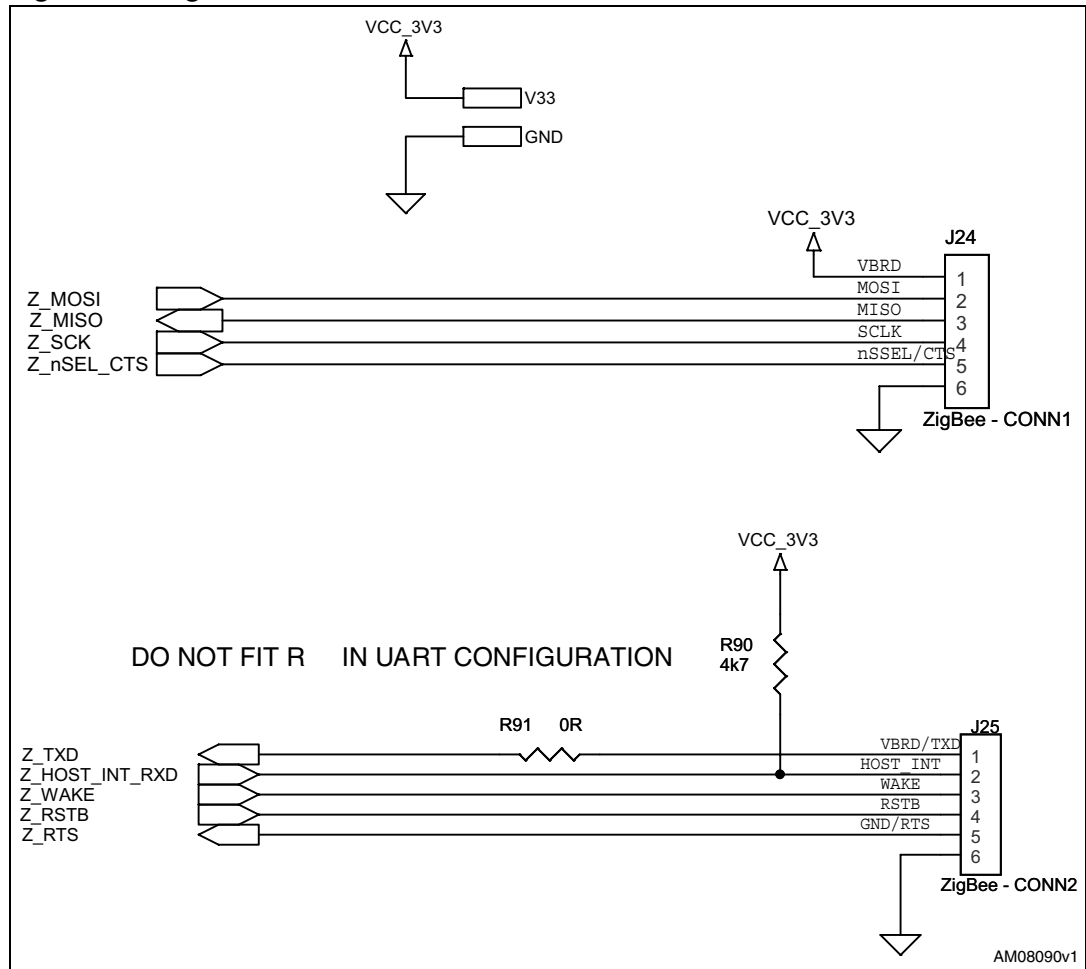 VCC_3V3
V33
GND
VCC_3V3
J24
VBRD
1
Z_MOSI
MOSI
2
Z_MISO
MISO
3
Z_SCK
SCLK
4
Z_nSEL_CTS
nSSEL/CTS
5
6
ZigBee - CONN1
VCC_3V3
DO NOT FIT R IN UART CONFIGURATION
R90
4k7
R91 0R
J25
Z_TXD
VBRD/TXD
1
Z_HOST_INT_RXD
HOST_INT
2
Z_WAKE
WAKE
3
Z_RSTB
RSTB
4
Z_RTS
GND/RTS
5
6
ZigBee - CONN2
AM08090v1